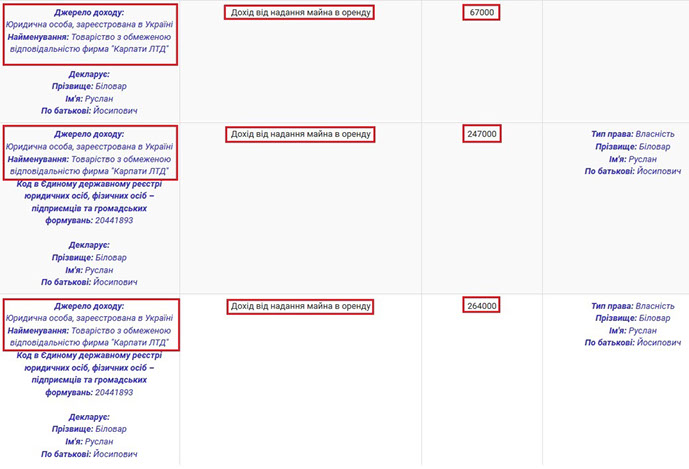 Джерело доходу:
Юридична особа, зареєстрована в Україні
Найменування: Товариство з обмеженою
відповідальністю фирма "Карпати ЛТД"
Декларує:
Прізвище: Біловар
Ім'я: Руслан
По батькові: Йосипович
Дохід від надання майна в оренду
67000
Джерело доходу:
Юридична особа, зареєстрована в Україні
Найменування: Товариство з обмеженою
відповідальністю фирма "Карпати ЛТД"
Код в Єдиному державному реєстрі
юридичних осіб, фізичних осіб –
підприємців та громадських
формувань: 20441893
Декларує:
Прізвище: Біловар
Ім'я: Руслан
По батькові: Йосипович
Дохід від надання майна в оренду
247000
Тип права: Власність
Прізвище: Біловар
Ім'я: Руслан
По батькові: Йосипович
Джерело доходу:
Юридична особа, зареєстрована в Україні
Найменування: Товариство з обмеженою
відповідальністю фирма "Карпати ЛТД"
Код в Єдиному державному реєстрі
юридичних осіб, фізичних осіб –
підприємців та громадських
формувань: 20441893
Декларує:
Прізвище: Біловар
Ім'я: Руслан
По батькові: Йосипович
Дохід від надання майна в оренду
264000
Тип права: Власність
Прізвище: Біловар
Ім'я: Руслан
По батькові: Йосипович